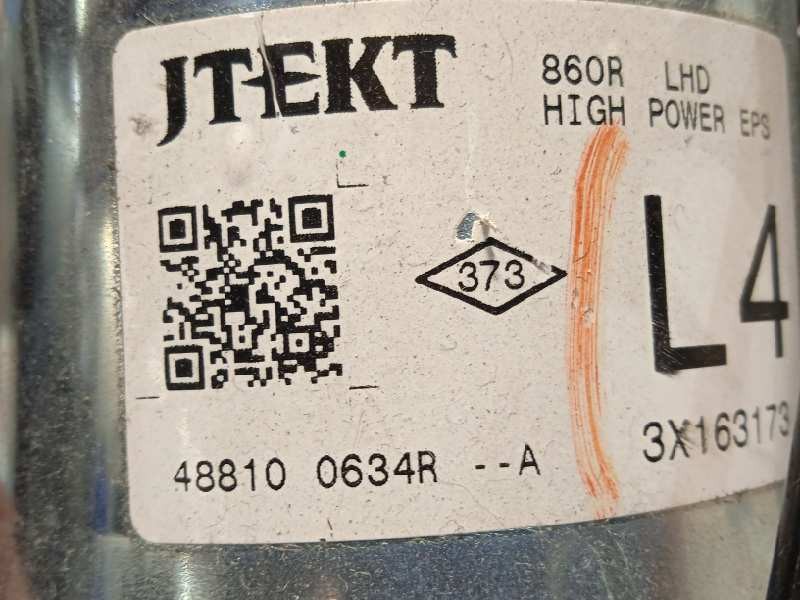 JTEKT
860R LHD
HIGH POWER EPS
373
L4
3X163173
48810 0634R --A